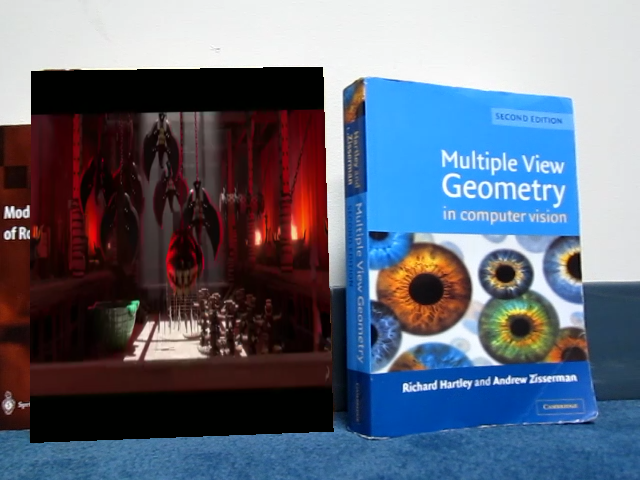 Mod
of Ro
Hartley and
Zisserman
Multiple View Geometry
SECOND EDITION
Multiple View
Geometry
in computer vision
Richard Hartley and Andrew Zisserman
CAMBRIDGE